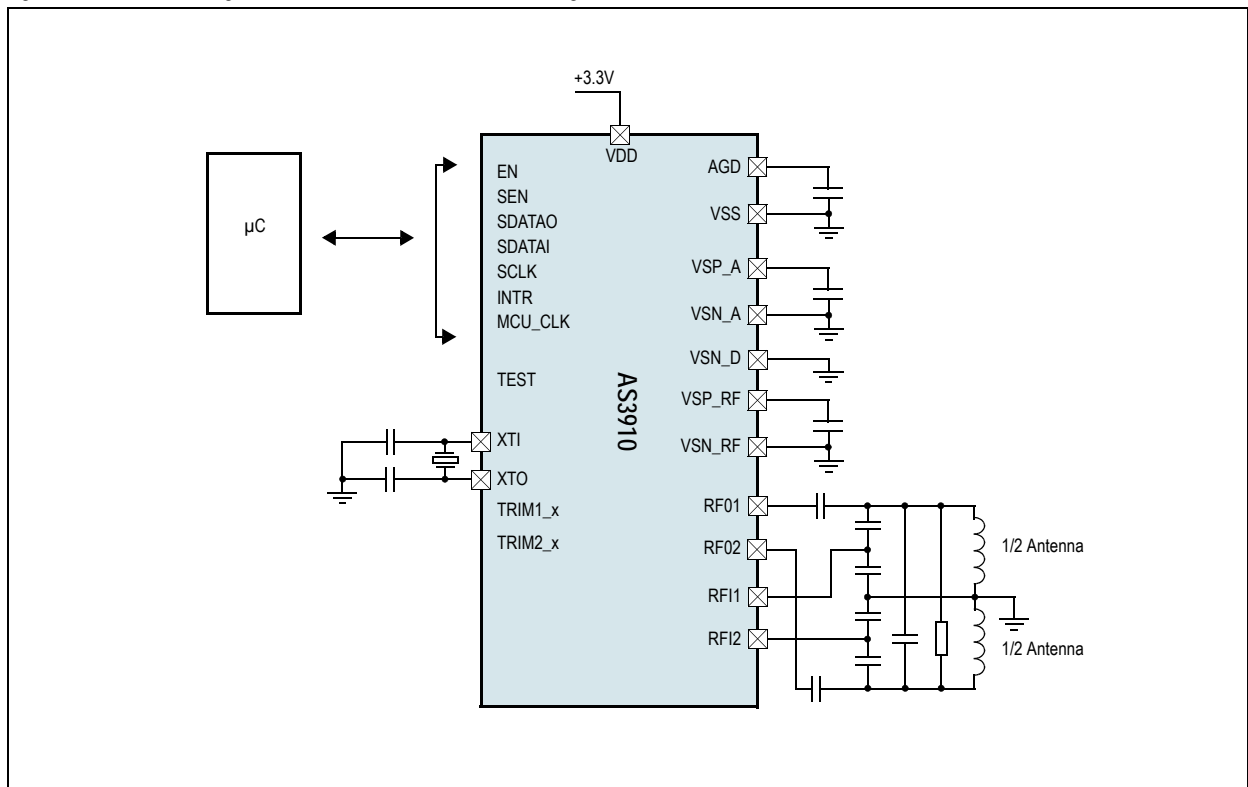 +3.3V
VDD
µC
EN
SEN
SDATAO
SDATAI
SCLK
INTR
MCU_CLK
TEST
XTI
XTO
TRIM1_x
TRIM2_x
AS3910
AGD
VSS
VSP_A
VSN_A
VSN_D
VSP_RF
VSN_RF
RF01
RF02
RFI1
RFI2
1/2 Antenna
1/2 Antenna